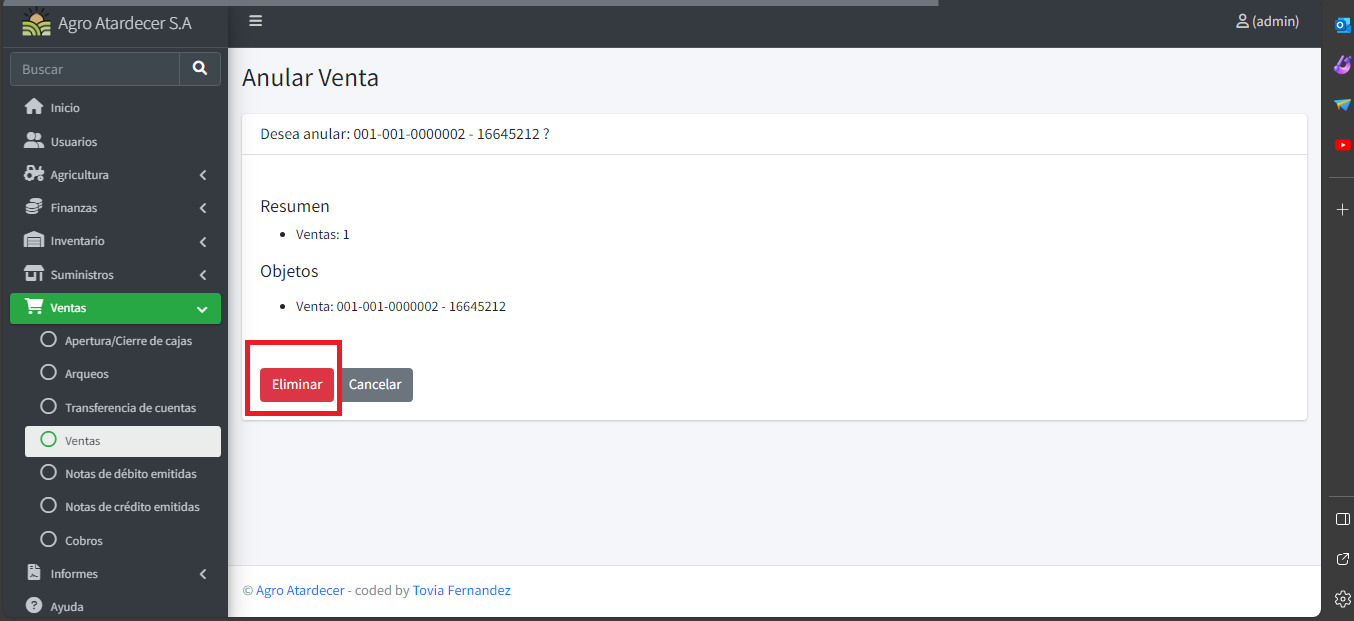 Agro Atardecer S.A
(admin)
Buscar
Inicio
Usuarios
Agricultura
Finanzas
Inventario
Suministros
Ventas
Apertura/Cierre de cajas
Arqueos
Transferencia de cuentas
Ventas
Notas de débito emitidas
Notas de crédito emitidas
Cobros
Informes
Ayuda
Anular Venta
Desea anular: 001-001-0000002 - 16645212 ?
Resumen
• Ventas: 1
Objetos
• Venta: 001-001-0000002 - 16645212
Eliminar Cancelar
© Agro Atardecer - coded by Tovia Fernandez